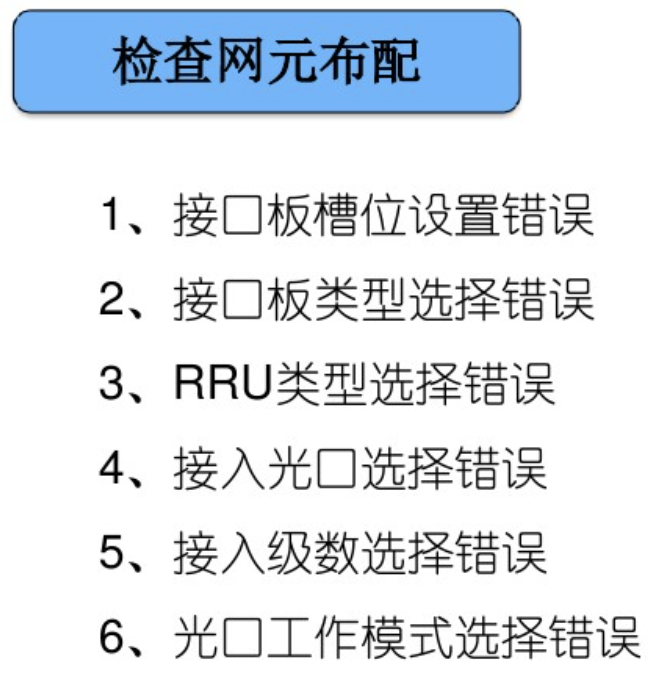 检查网元布配
1、接口板槽位设置错误
2、接口板类型选择错误
3、RRU类型选择错误
4、接入光口选择错误
5、接入级数选择错误
6、光口工作模式选择错误